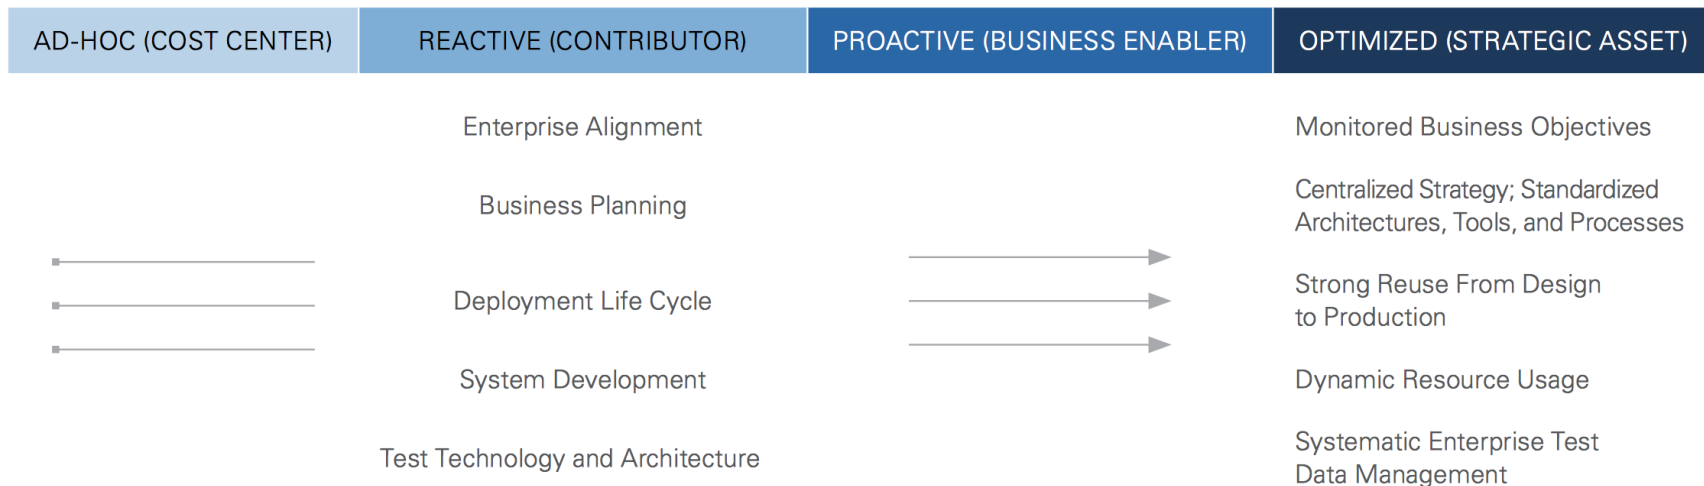 AD-HOC (COST CENTER)
REACTIVE (CONTRIBUTOR)
PROACTIVE (BUSINESS ENABLER)
OPTIMIZED (STRATEGIC ASSET)
Enterprise Alignment
Monitored Business Objectives
Business Planning
Centralized Strategy; Standardized
Architectures, Tools, and Processes
Deployment Life Cycle
Strong Reuse From Design
to Production
System Development
Dynamic Resource Usage
Test Technology and Architecture
Systematic Enterprise Test
Data Management